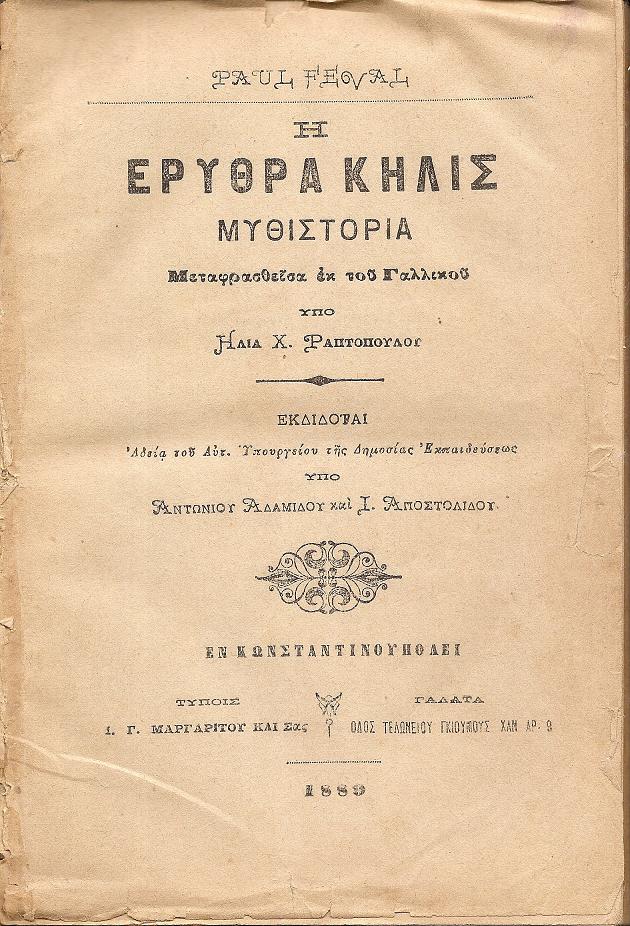 PAUL FEVAL
Η
ΕΡΥΘΡΑ ΚΗΛΙΣ
ΜΥΘΙΣΤΟΡΙΑ
Μεταφρασθεῖσα ἐκ τοῦ Γαλλικοῦ
ΥΠΟ
ΗΛΙΑ Χ. ΡΑΠΤΟΠΟΥΛΟΥ
ΕΚΔΙΔΟΤΑΙ
Ἀδείᾳ τοῦ Αὐτ. Ὑπουργείου τῆς Δημοσίας Ἐκπαιδεύσεως
ΥΠΟ
ΑΝΤΩΝΙΟΥ ΑΔΑΜΙΔΟΥ καὶ Ι. ΑΠΟΣΤΟΛΙΔΟΥ
ΕΝ ΚΩΝΣΤΑΝΤΙΝΟΥΠΟΛΕΙ
ΤΥΠΟΙΣ ΓΑΛΑΤΑ
Ι. Γ. ΜΑΡΓΑΡΙΤΟΥ ΚΑΙ Σας ΟΔΟΣ ΤΕΛΩΝΕΙΟΥ ΓΚΙΟΥΜΟΥΣ ΧΑΝ ΑΡ. 9
1889